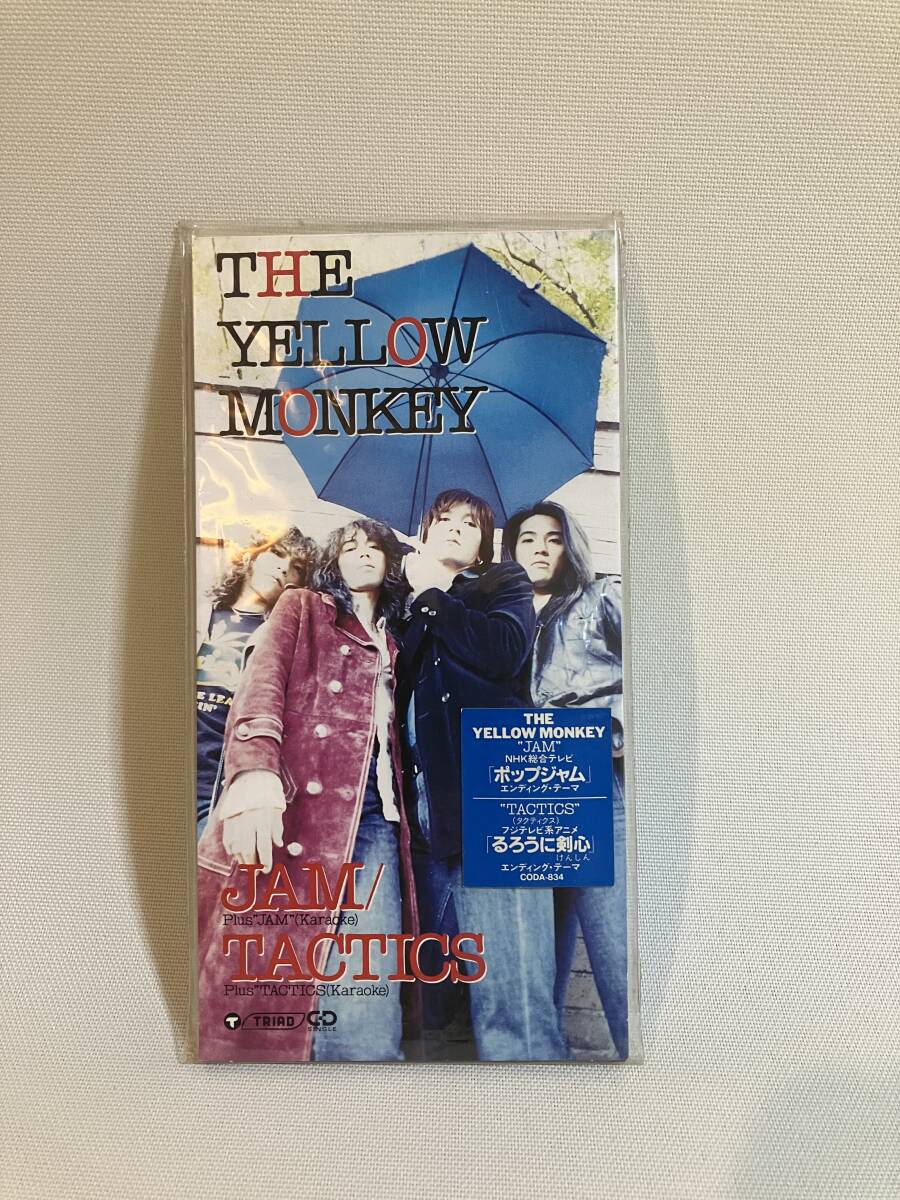 THE
YELLOW
MONKEY
THE
YELLOW MONKEY
"JAM"
NHK総合テレビ
「ポップジャム」
エンディング・テーマ
"TACTICS"
(タクティクス)
フジテレビ系アニメ
「るろうに剣心」
けんしん
エンディング・テーマ
CODA-834
JAM/
Plus"JAM"(Karaoke)
TACTICS
Plus"TACTICS(Karaoke)
T TRIAD CD
SINGLE